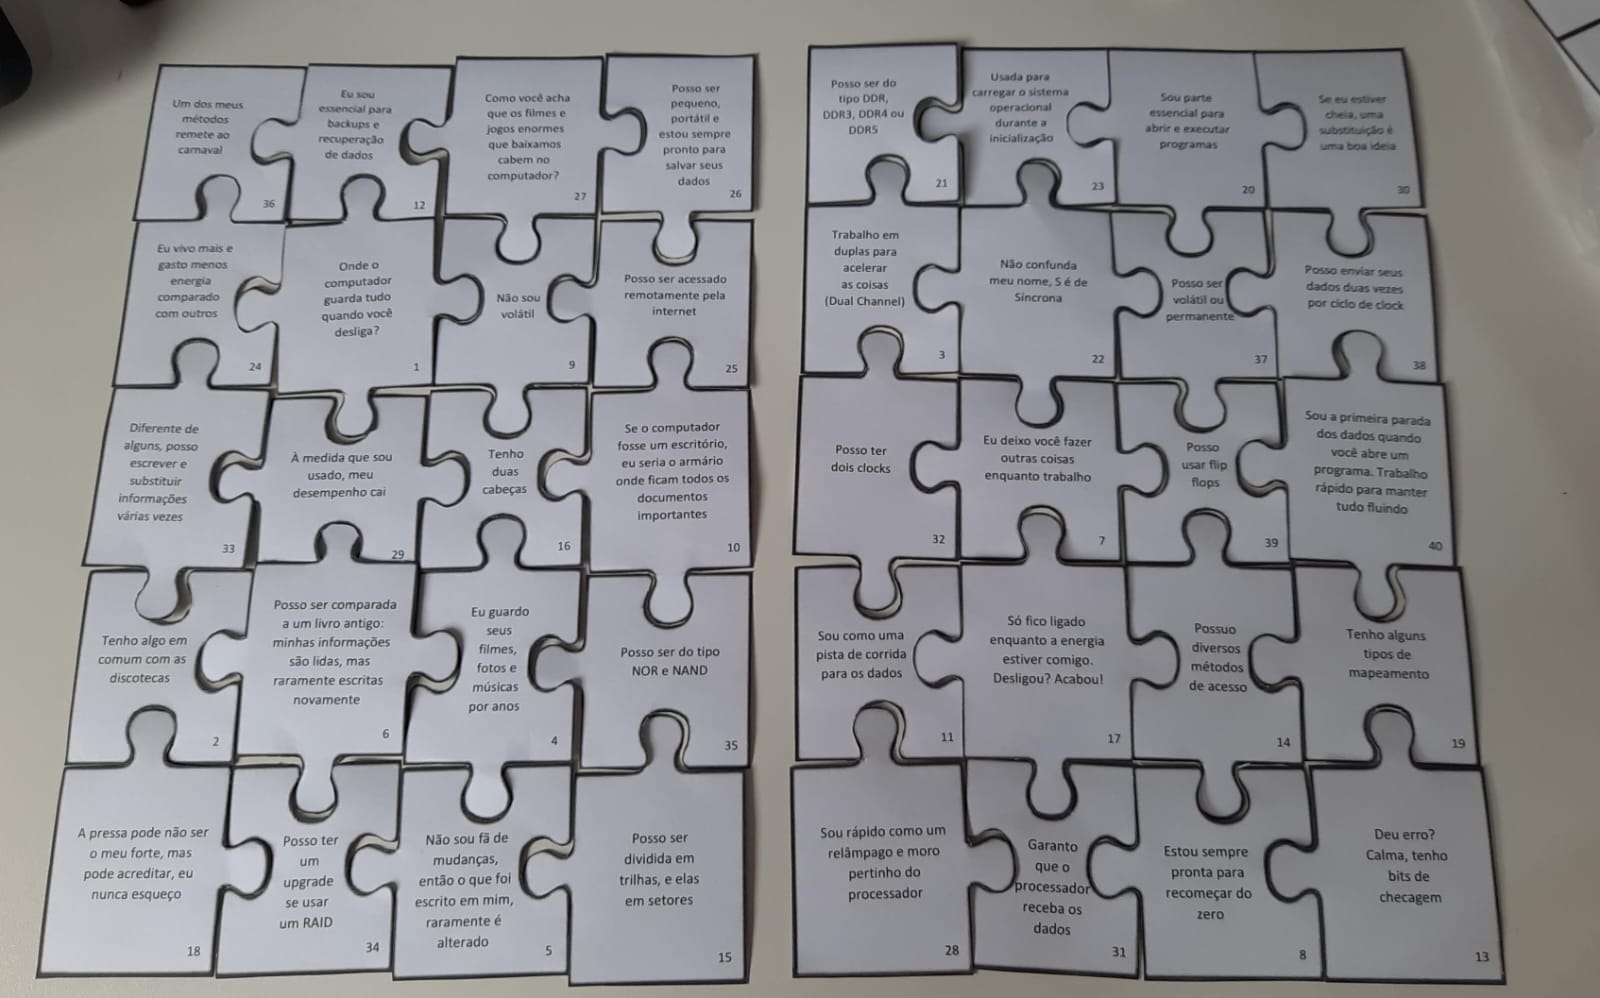 Um dos meus
métodos
remete ao
carnaval
36
Eu sou
essencial para
backups e
recuperação
de dados
12
Como você acha
que os filmes e
jogos enormes
que baixamos
cabem no
computador?
27
Posso ser
pequeno,
portátil e
estou sempre
pronto para
salvar seus
dados
26
Eu vivo mais e
gasto menos
energia
comparado
com outros
24
Onde o
computador
guarda tudo
quando você
desliga?
1
Não sou
volátil
9
Posso ser acessado
remotamente pela
internet
25
Diferente de
alguns, posso
escrever e
substituir
informações
várias vezes
33
À medida que sou
usado, meu
desempenho cai
29
Tenho
duas
cabeças
16
Se o computador
fosse um escritório,
eu seria o armário
onde ficam todos os
documentos
importantes
10
Tenho algo em
comum com as
discotecas
2
Posso ser comparada
a um livro antigo:
minhas informações
são lidas, mas
raramente escritas
novamente
6
Eu guardo
seus
filmes,
fotos e
músicas
por anos
4
Posso ser do tipo
NOR e NAND
35
A pressa pode não ser
o meu forte, mas
pode acreditar, eu
nunca esqueço
18
Posso ter
um
upgrade
se usar
um RAID
34
Não sou fã de
mudanças,
então o que foi
escrito em mim,
raramente é
alterado
5
Posso ser
dividida em
trilhas, e elas
em setores
15
Posso ser do
tipo DDR,
DDR3, DDR4 ou
DDR5
21
Usada para
carregar o sistema
operacional
durante a
inicialização
23
Sou parte
essencial para
abrir e executar
programas
20
Se eu estiver
cheia, uma
substituição é
uma boa ideia
30
Trabalho em
duplas para
acelerar
as coisas
(Dual Channel)
3
Não confunda
meu nome, S é de
Síncrona
22
Posso ser
volátil ou
permanente
37
Posso enviar seus
dados duas vezes
por ciclo de clock
38
Posso ter
dois clocks
32
Eu deixo você fazer
outras coisas
enquanto trabalho
7
Posso
usar flip
flops
39
Sou a primeira parada
dos dados quando
você abre um
programa. Trabalho
rápido para manter
tudo fluindo
40
Sou como uma
pista de corrida
para os dados
11
Só fico ligado
enquanto a energia
estiver comigo.
Desligou? Acabou!
17
Possuo
diversos
métodos
de acesso
14
Tenho alguns
tipos de
mapeamento
19
Sou rápido como um
relâmpago e moro
pertinho do
processador
28
Garanto
que o
processador
receba os
dados
31
Estou sempre
pronta para
recomeçar do
zero
8
Deu erro?
Calma, tenho
bits de
checagem
13